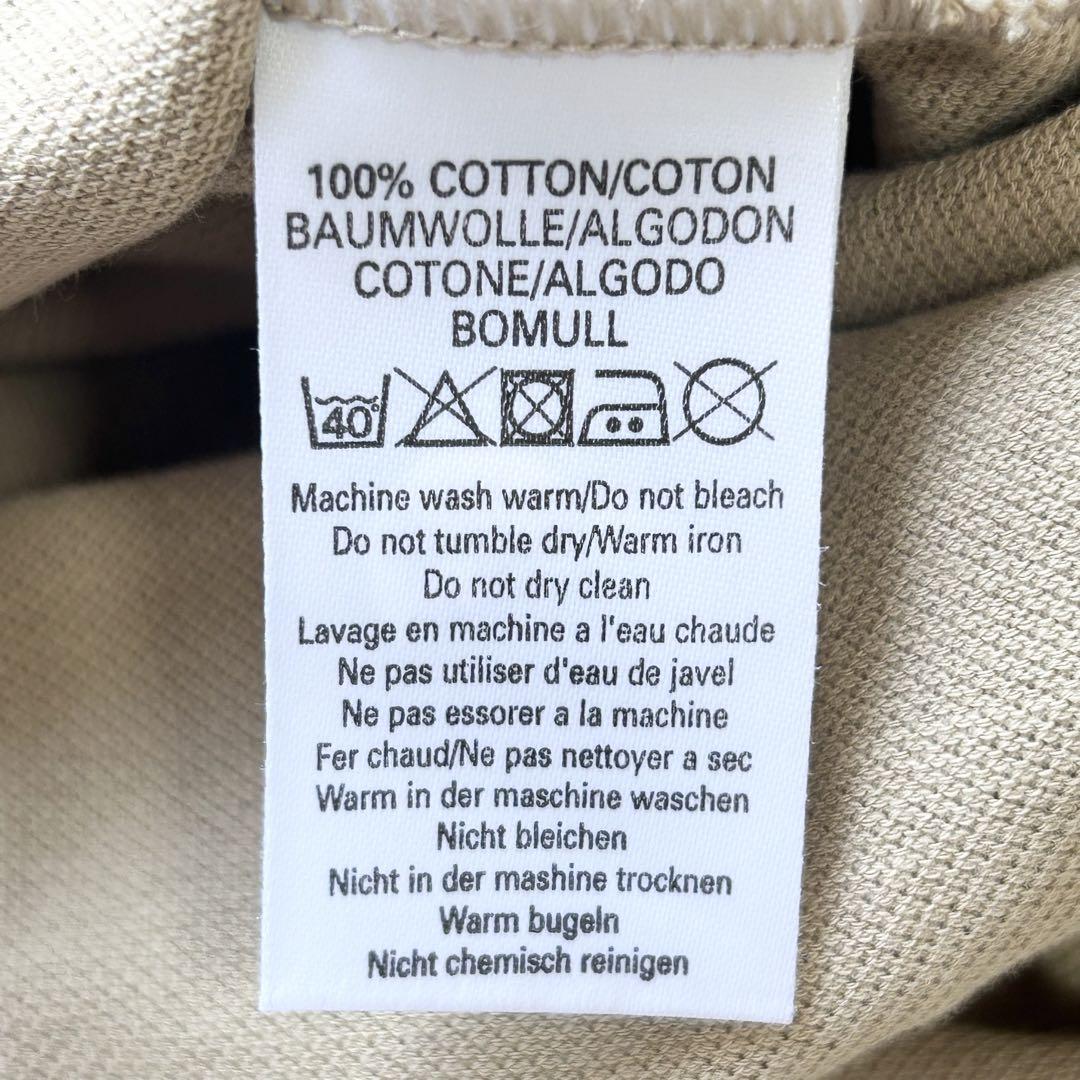 100% COTTON/COTON
BAUMWOLLE/ALGODON
COTONE/ALGODO
BOMULL
40°
Machine wash warm/Do not bleach
Do not tumble dry/Warm iron
Do not dry clean
Lavage en machine a l'eau chaude
Ne pas utiliser d'eau de javel
Ne pas essorer a la machine
Fer chaud/Ne pas nettoyer a sec
Warm in der maschine waschen
Nicht bleichen
Nicht in der mashine trocknen
Warm bugeln
Nicht chemisch reinigen